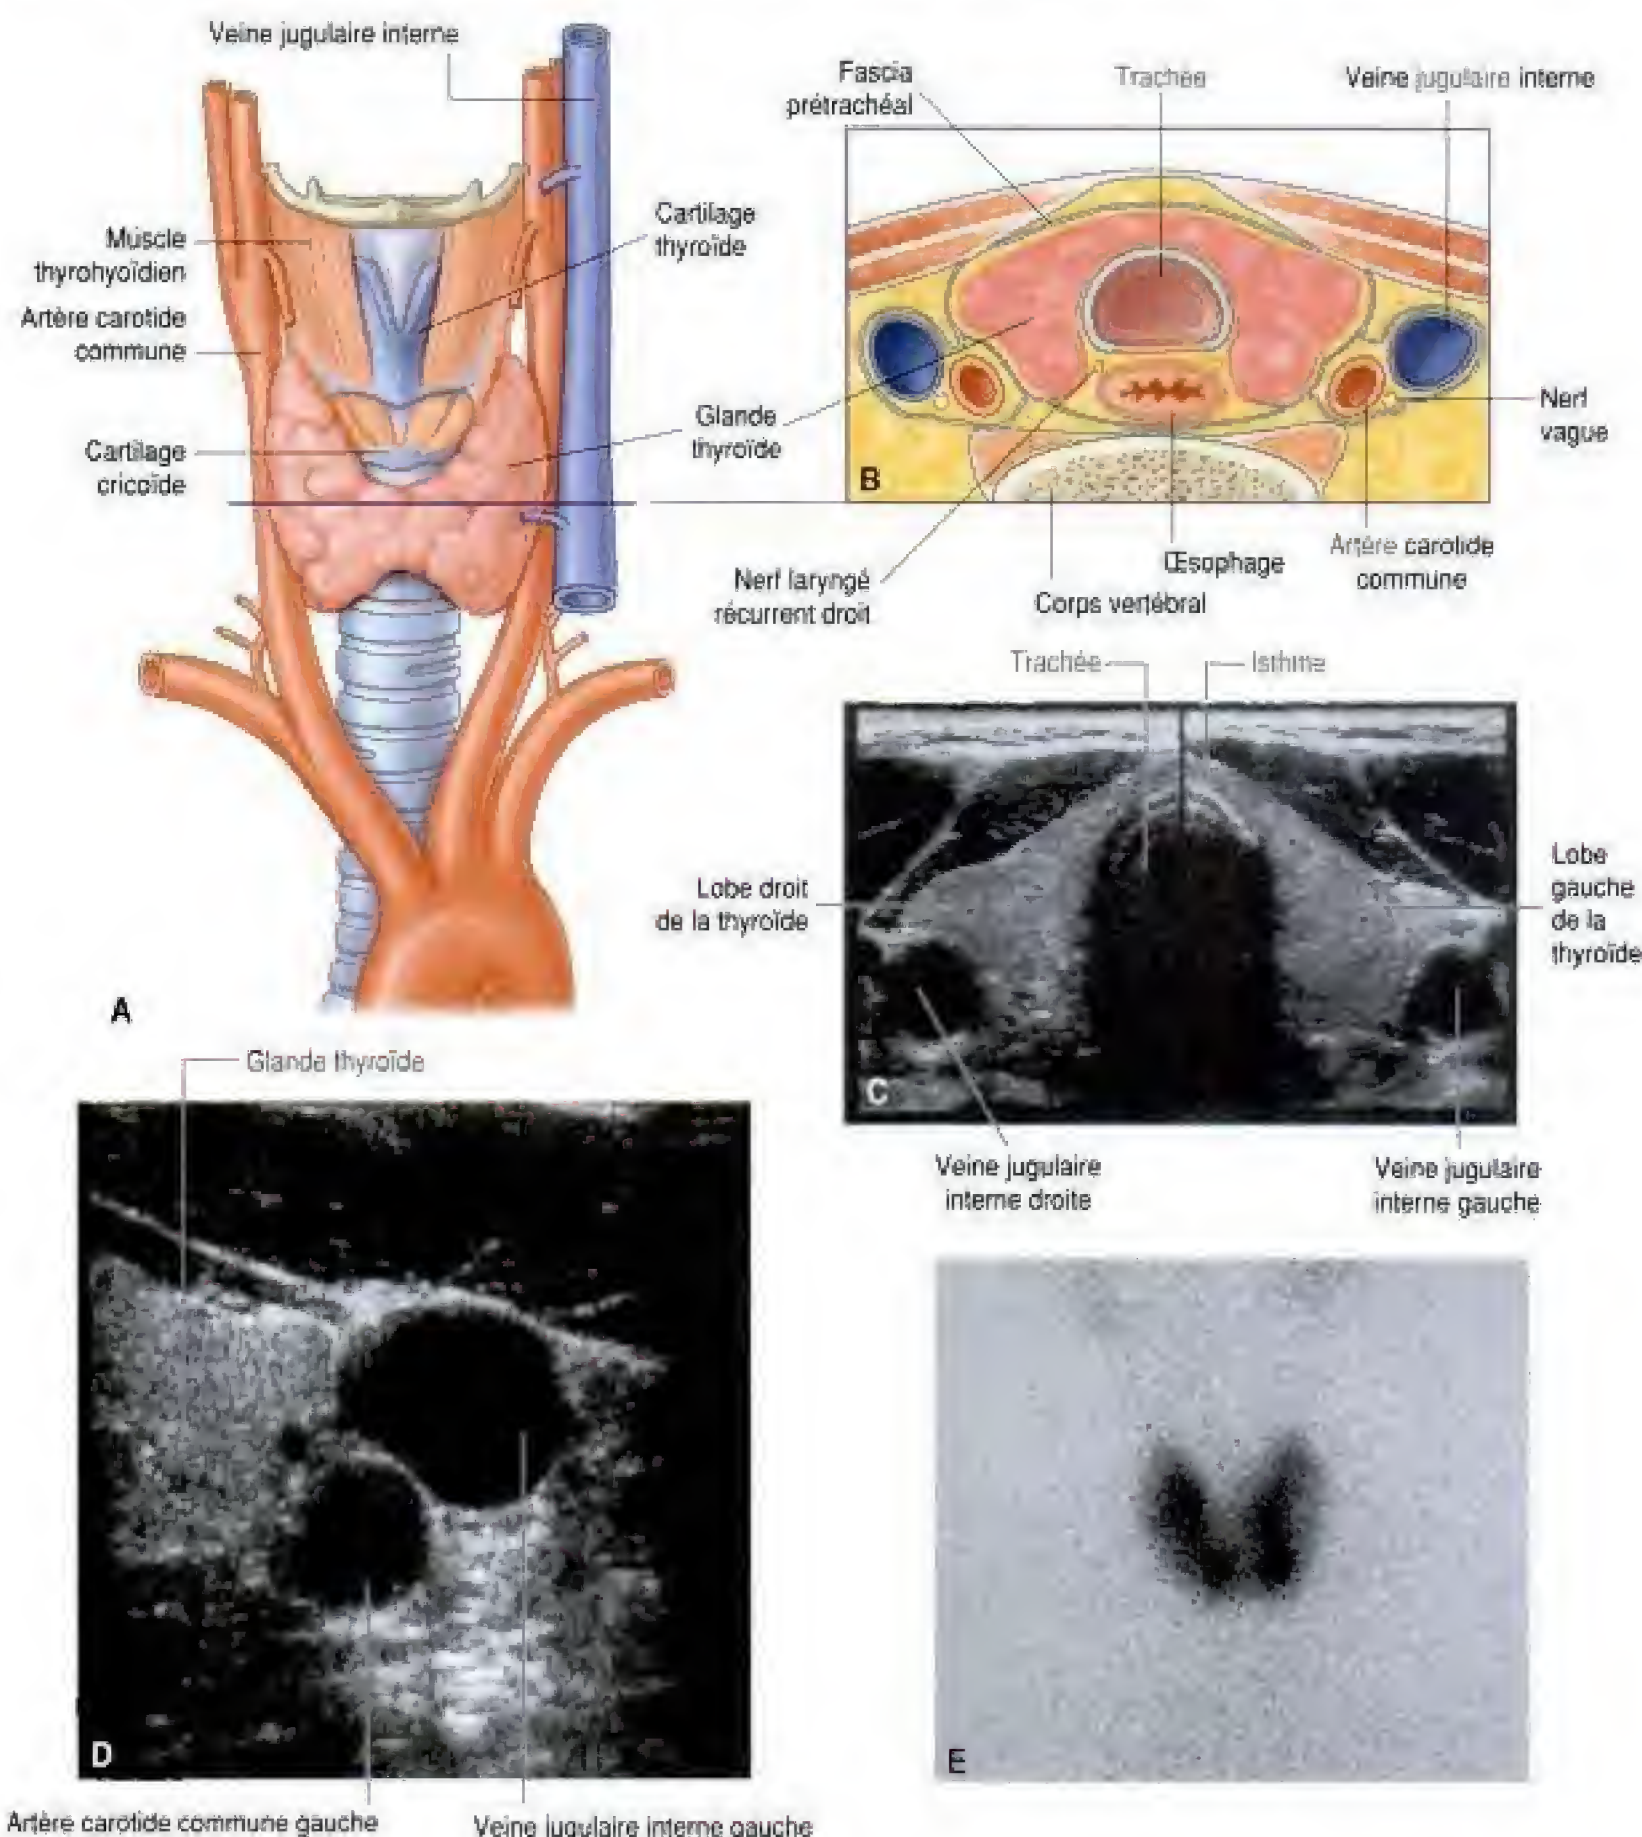 Veine jugulaire interne
Muscle
thyrohyoïdien
Artère carotide
commune
Cartilage
cricoïde
Cartilage
thyroïde
Glande
thyroïde
A
Fascia
prétrachéal
Trachée
Veine jugulaire interne
Nerf
vague
B
Nerf laryngé
récurrent droit
Corps vertébral
Œsophage
Artère carotide
commune
Trachée
Isthme
Lobe droit
de la thyroïde
Lobe
gauche
de la
thyroïde
C
Veine jugulaire
interne droite
Veine jugulaire
interne gauche
Glande thyroïde
D
Artère carotide commune gauche
Veine jugulaire interne gauche
E